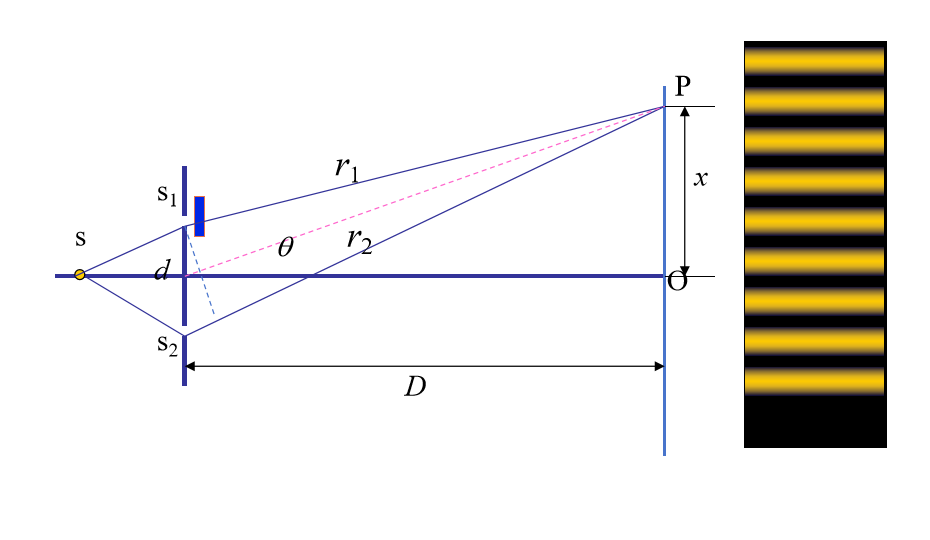 P
r₁
x
s₁
s
r₂
θ
d
O
s₂
D